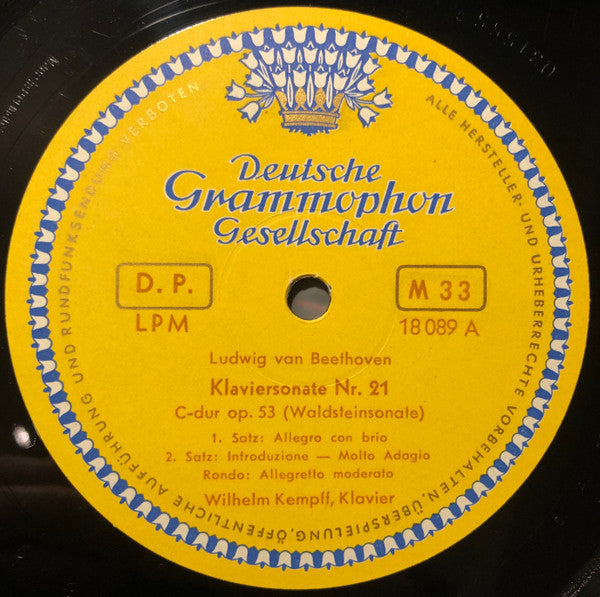 Deutsche
Grammophon
Gesellschaft
D. P.
M 33
LPM
18 089 A
Ludwig van Beethoven
Klaviersonate Nr. 21
C-dur op. 53 (Waldsteinsonate)
1. Satz: Allegro con brio
2. Satz: Introduzione — Molto Adagio
Rondo: Allegretto moderato
Wilhelm Kempff, Klavier
ALLE HERSTELLER- UND URHEBERRECHTE VORBEHALTEN. ÜBERSPIELUNG, ÖFFENTLICHE AUFFÜHRUNG UND RUNDFUNKSENDUNG VERBOTEN